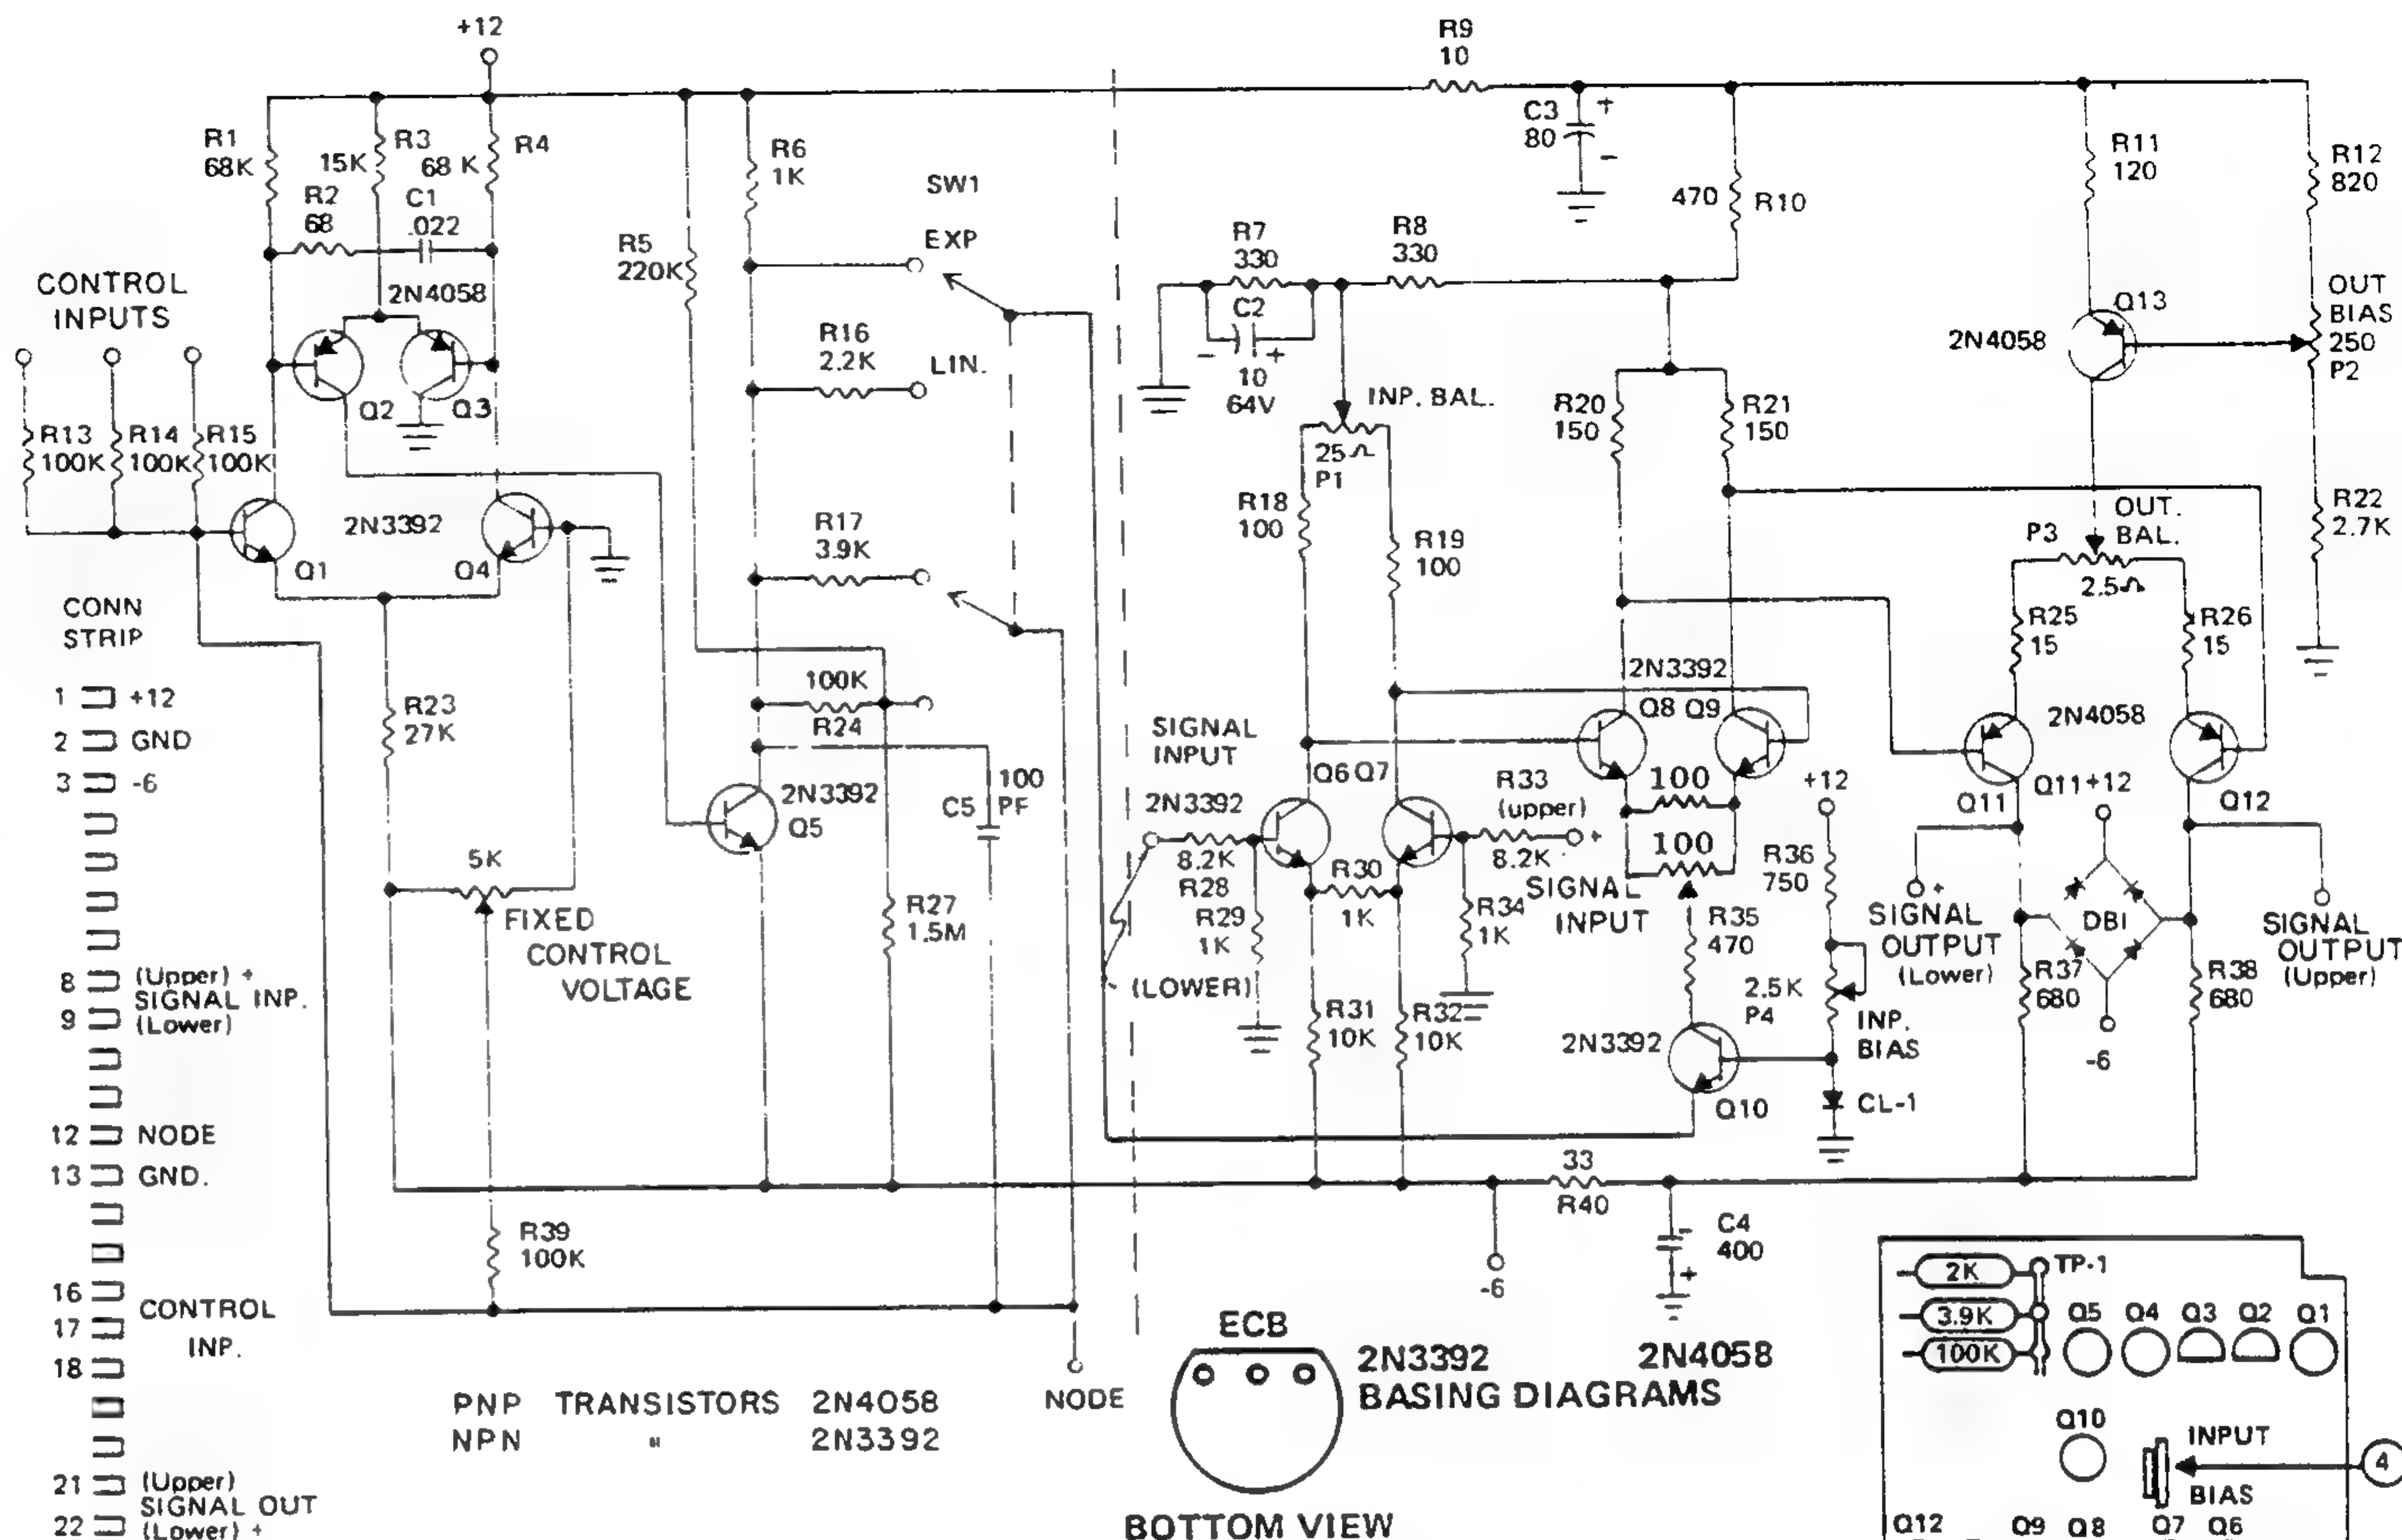 +12
R9
10
R1
68K
R3
15K
68 K
R4
R2
68
C1
.022
2N4058
CONTROL
INPUTS
Q2
Q3
R13
100K
R14
100K
R15
100K
2N3392
Q1
Q4
CONN
STRIP
1 +12
2 GND
3 -6
8 (Upper) +
SIGNAL INP.
9 (Lower)
12 NODE
13 GND.
16
CONTROL
17
INP.
18
21 (Upper)
SIGNAL OUT
22 (Lower) +
R23
27K
5K
FIXED
CONTROL
VOLTAGE
R39
100K
R5
220K
R6
1K
SW1
EXP
R16
2.2K
LIN.
R17
3.9K
100K
R24
2N3392
Q5
C5
100
PF
R27
1.5M
NODE
C3
80
+
-
470
R10
R7
330
R8
330
C2
- +
10
64V
INP. BAL.
25Ω
P1
R18
100
R19
100
R20
150
R21
150
R11
120
R12
820
Q13
2N4058
OUT
BIAS
250
P2
R22
2.7K
P3
OUT.
BAL.
2.5Ω
R25
15
R26
15
2N4058
Q11
Q11+12
Q12
2N3392
Q8 Q9
100
100
SIGNAL
INPUT
2N3392
Q6 Q7
R33
(upper)
8.2K
+
SIGNAL
INPUT
8.2K
R28
R29
1K
R30
1K
R34
1K
(LOWER)
R31
10K
R32
10K
R35
470
+12
R36
750
2.5K
P4
INP.
BIAS
2N3392
Q10
CL-1
+
SIGNAL
OUTPUT
(Lower)
DBI
-6
R37
680
R38
680
SIGNAL
OUTPUT
(Upper)
33
R40
-6
C4
400
-
+
PNP TRANSISTORS 2N4058
NPN " 2N3392
ECB
2N3392 2N4058
BASING DIAGRAMS
BOTTOM VIEW
2K
TP-1
3.9K
100K
Q5 Q4 Q3 Q2 Q1
Q10
INPUT
BIAS
4
Q12 Q9 Q8 Q7 Q6